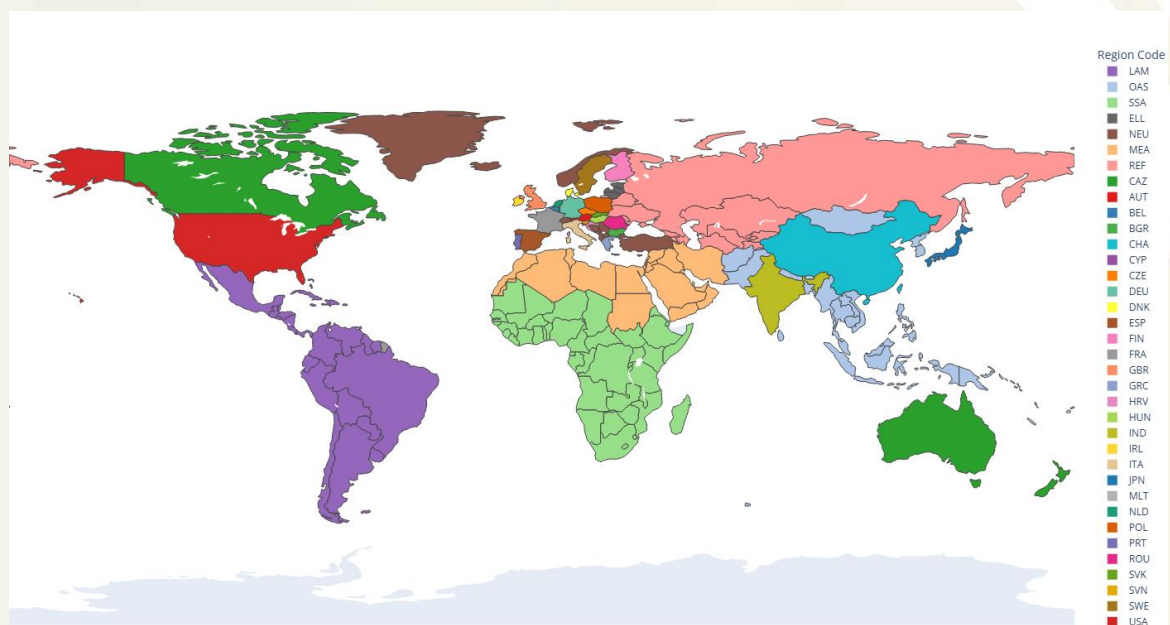 Region Code
LAM
OAS
SSA
ELL
NEU
MEA
REF
CAZ
AUT
BEL
BGR
CHA
CYP
CZE
DEU
DNK
ESP
FIN
FRA
GBR
GRC
HRV
HUN
IND
IRL
ITA
JPN
MLT
NLD
POL
PRT
ROU
SVK
SVN
SWE
USA